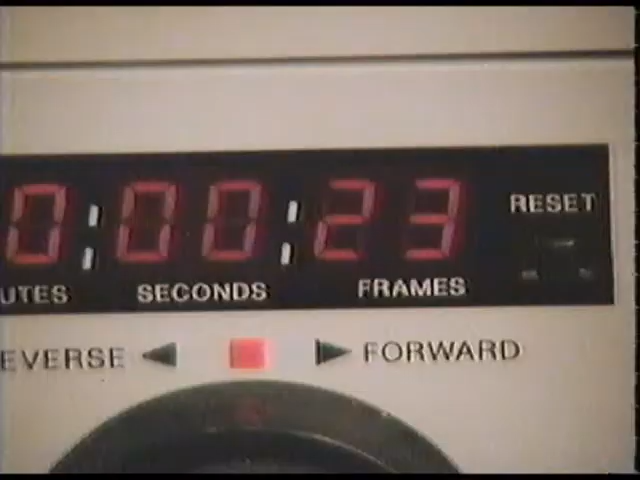 0:00:23
RESET
UTES SECONDS FRAMES
EVERSE FORWARD